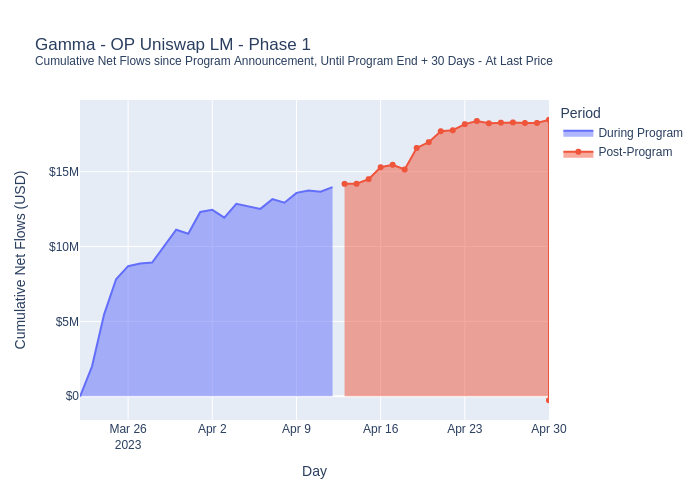 Gamma - OP Uniswap LM - Phase 1
Cumulative Net Flows since Program Announcement, Until Program End + 30 Days - At Last Price
Period
During Program
Post-Program
Cumulative Net Flows (USD)
$15M
$10M
$5M
$0
Mar 26
2023
Apr 2
Apr 9
Apr 16
Apr 23
Apr 30
Day